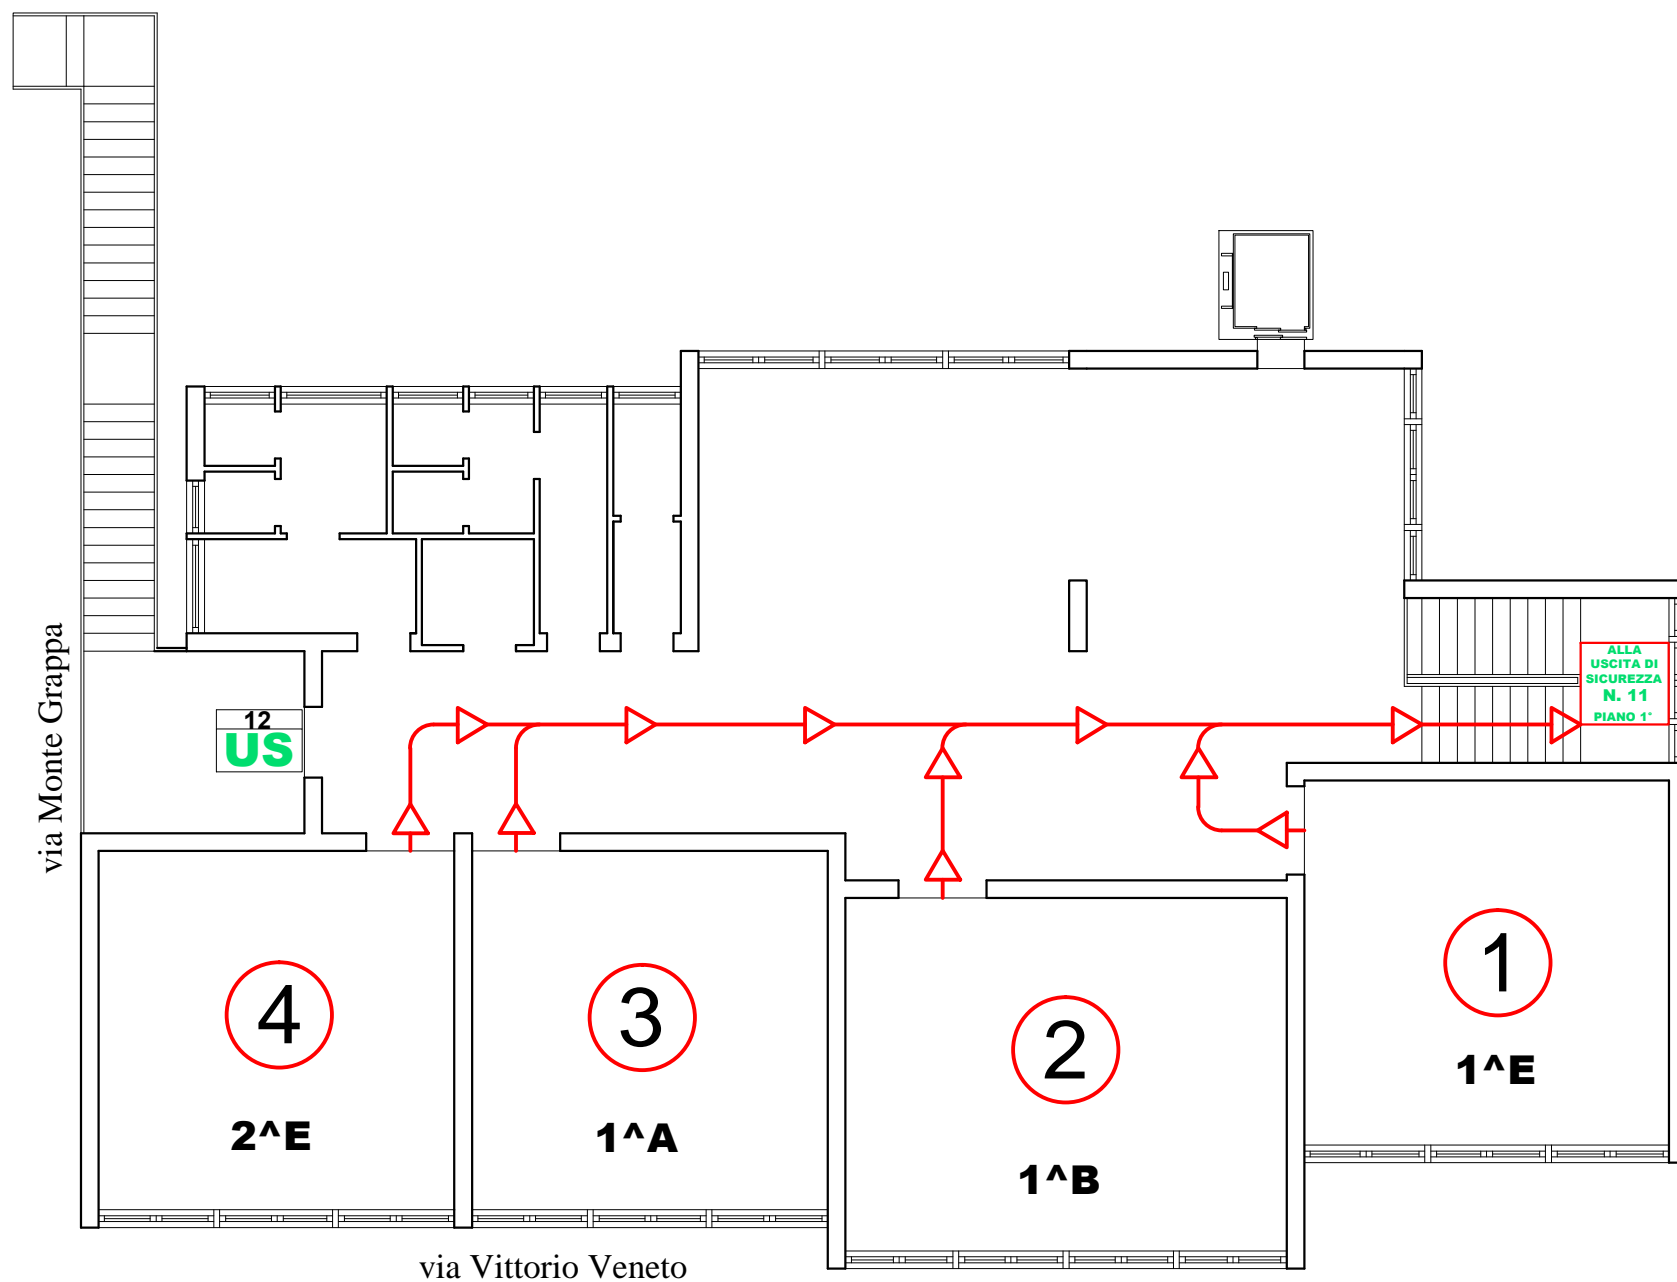 ALLA
USCITA DI
SICUREZZA
N. 11
PIANO 1°
via Monte Grappa
12
US
4
2^E
3
1^A
2
1^B
1
1^E
via Vittorio Veneto